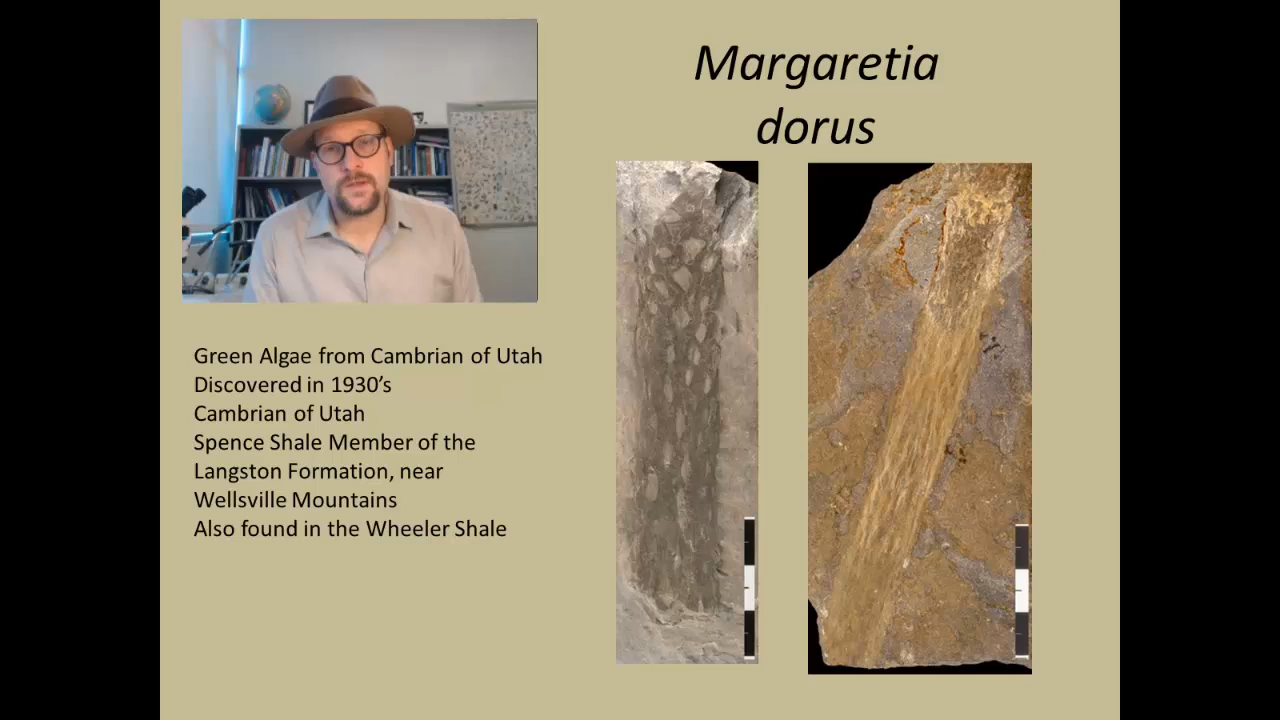 Margaretia
dorus
Green Algae from Cambrian of Utah
Discovered in 1930’s
Cambrian of Utah
Spence Shale Member of the
Langston Formation, near
Wellsville Mountains
Also found in the Wheeler Shale